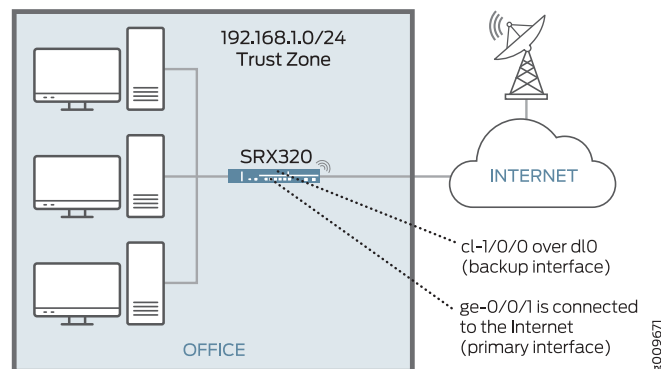 192.168.1.0/24
Trust Zone
SRX320
INTERNET
cl-1/0/0 over dl0
(backup interface)
ge-0/0/1 is connected
to the Internet
(primary interface)
OFFICE
g009671